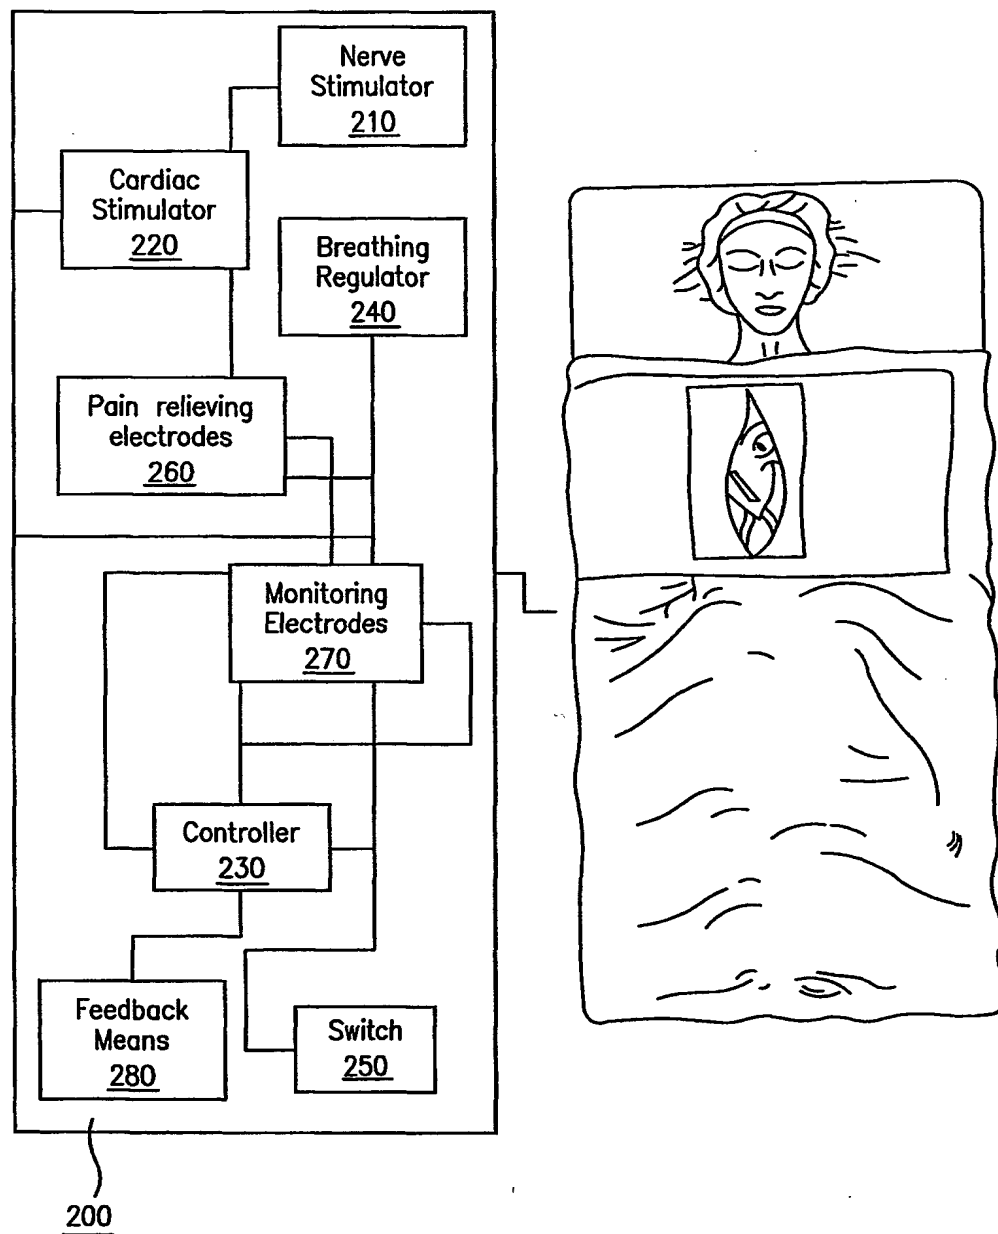 Nerve
Stimulator
210
Cardiac
Stimulator
220
Breathing
Regulator
240
Pain relieving
electrodes
260
Monitoring
Electrodes
270
Controller
230
Feedback
Means
280
Switch
250
200